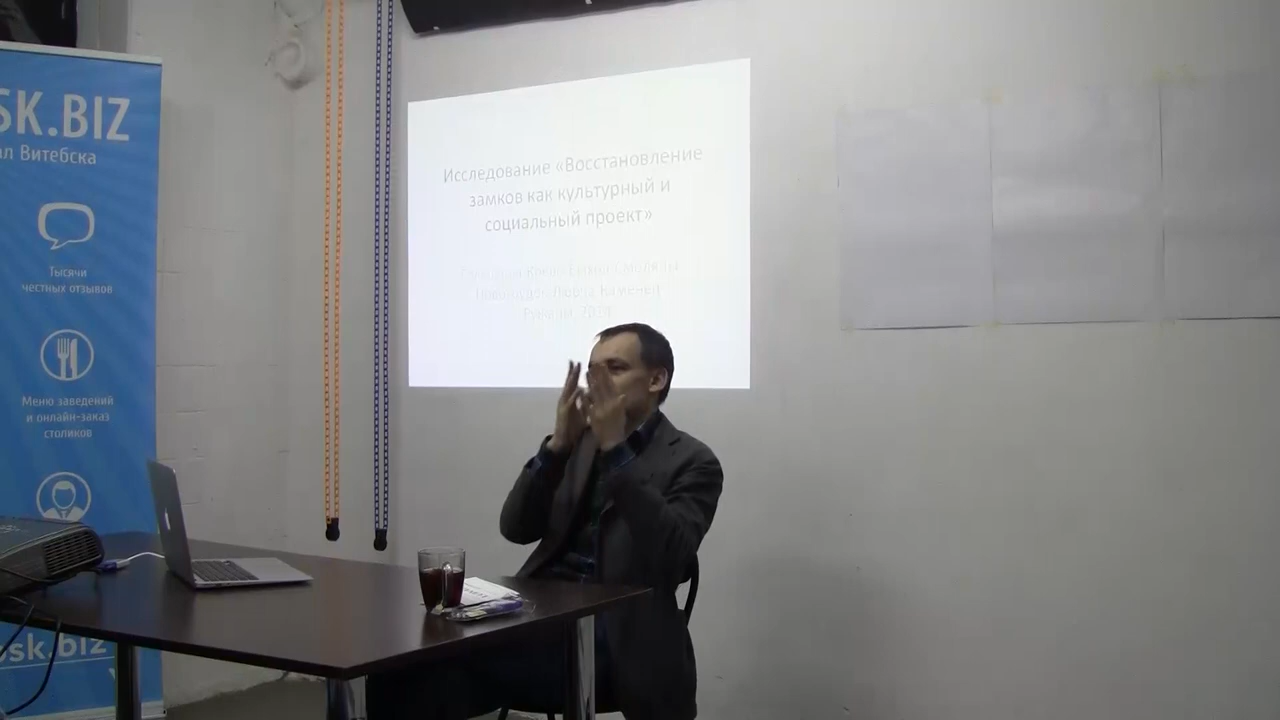 SK.BIZ
ал Витебска
Тысячи
честных отзывов
Меню заведений
и онлайн-заказ
столиков
sk.biz
Исследование «Восстановление
замков как культурный и
социальный проект»